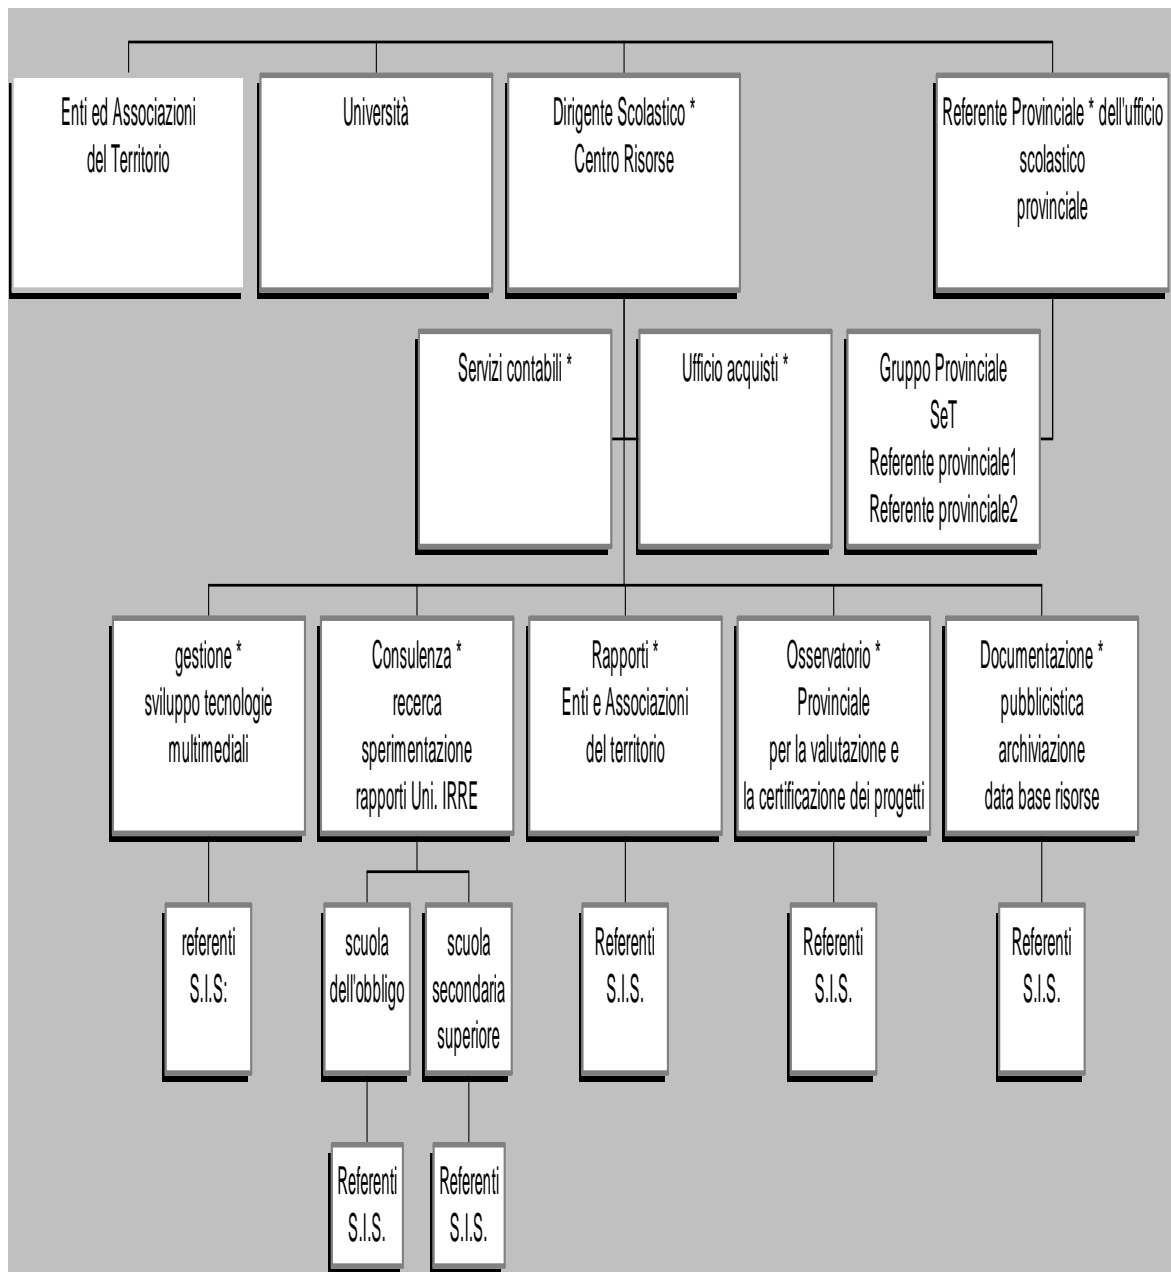 Enti ed Associazioni
del Territorio
Università
Dirigente Scolastico *
Centro Risorse
Referente Provinciale * dell'ufficio
scolastico
provinciale
Servizi contabili *
Ufficio acquisti *
Gruppo Provinciale
SeT
Referente provinciale1
Referente provinciale2
gestione *
sviluppo tecnologie
multimediali
Consulenza *
recerca
sperimentazione
rapporti Uni. IRRE
Rapporti *
Enti e Associazioni
del territorio
Osservatorio *
Provinciale
per la valutazione e
la certificazione dei progetti
Documentazione *
pubblicistica
archiviazione
data base risorse
referenti
S.I.S:
scuola
dell'obbligo
scuola
secondaria
superiore
Referenti
S.I.S.
Referenti
S.I.S.
Referenti
S.I.S.
Referenti
S.I.S.
Referenti
S.I.S.